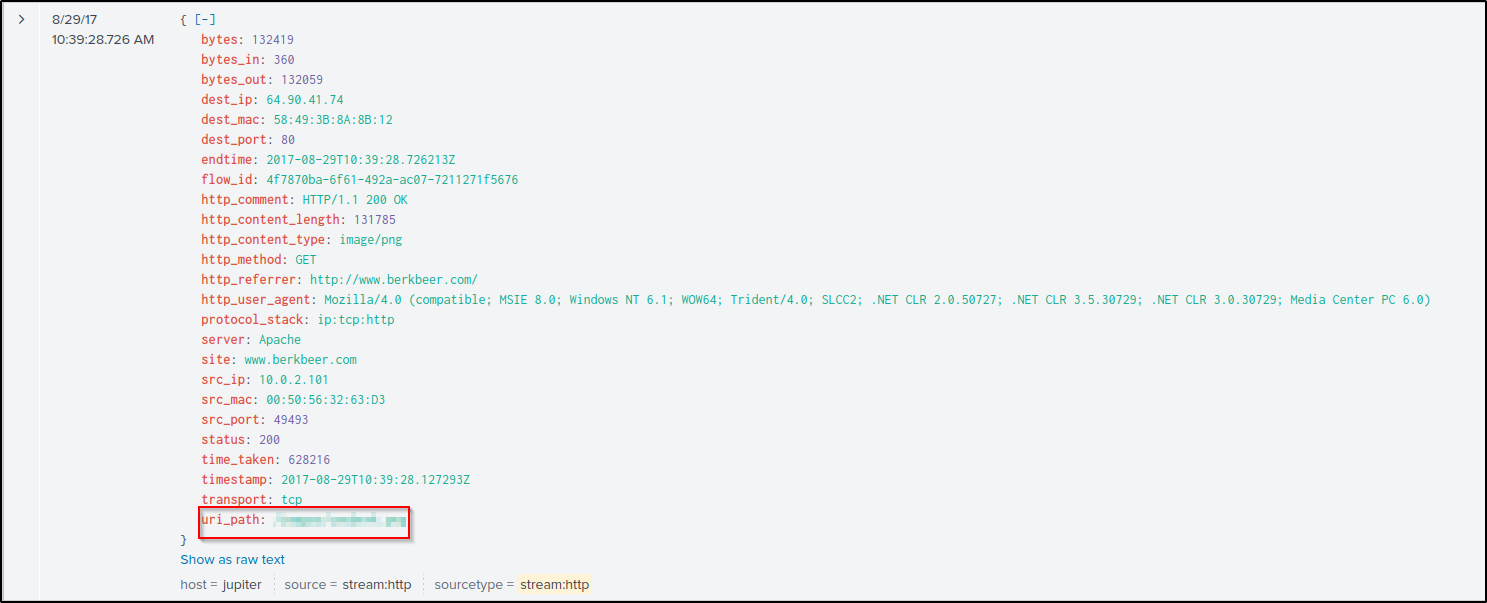 8/29/17
10:39:28.726 AM
{ [-]
bytes: 132419
bytes_in: 360
bytes_out: 132059
dest_ip: 64.90.41.74
dest_mac: 58:49:3B:8A:8B:12
dest_port: 80
endtime: 2017-08-29T10:39:28.726213Z
flow_id: 4f7870ba-6f61-492a-ac07-7211271f5676
http_comment: HTTP/1.1 200 OK
http_content_length: 131785
http_content_type: image/png
http_method: GET
http_referrer: http://www.berkbeer.com/
http_user_agent: Mozilla/4.0 (compatible; MSIE 8.0; Windows NT 6.1; WOW64; Trident/4.0; SLCC2; .NET CLR 2.0.50727; .NET CLR 3.5.30729; .NET CLR 3.0.30729; Media Center PC 6.0)
protocol_stack: ip:tcp:http
server: Apache
site: www.berkbeer.com
src_ip: 10.0.2.101
src_mac: 00:50:56:32:63:D3
src_port: 49493
status: 200
time_taken: 628216
timestamp: 2017-08-29T10:39:28.127293Z
transport: tcp
uri_path:
}
Show as raw text
host = jupiter source = stream:http sourcetype = stream:http